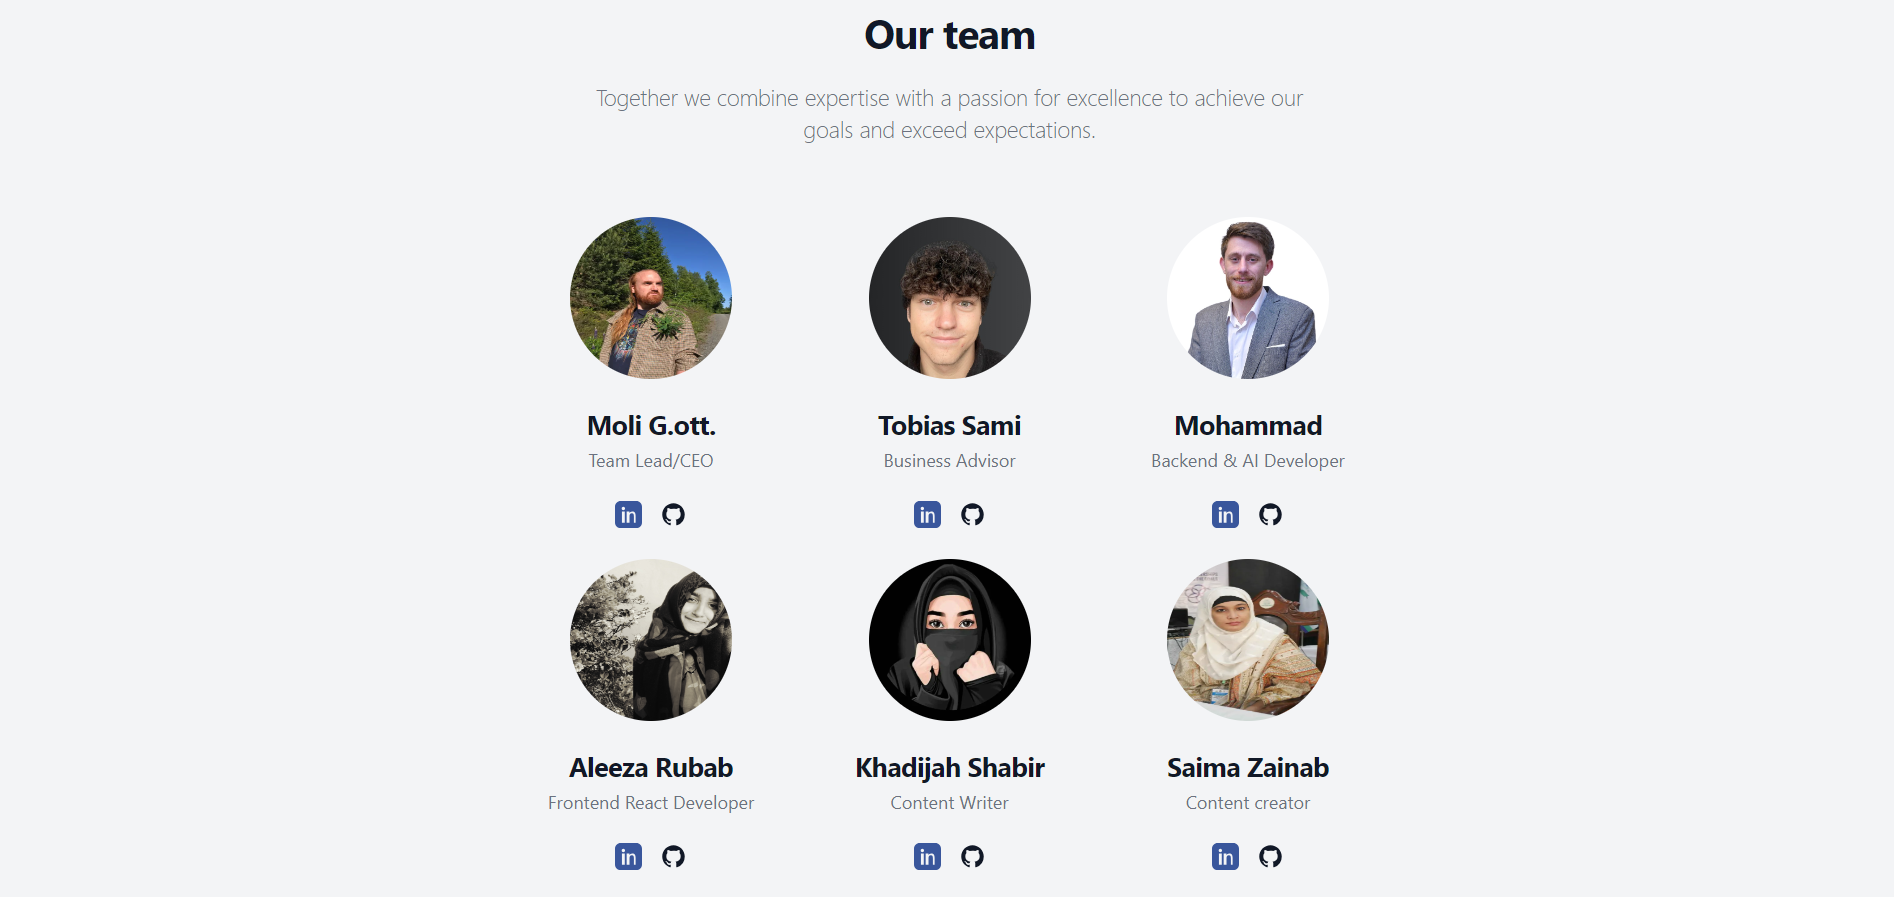 Our team
Together we combine expertise with a passion for excellence to achieve our
goals and exceed expectations.
Moli G.ott.
Tobias Sami
Mohammad
Team Lead/CEO
Business Advisor
Backend & AI Developer
in
in
in
Aleeza Rubab
Khadijah Shabir
Saima Zainab
Frontend React Developer
Content Writer
Content creator
in
in
in